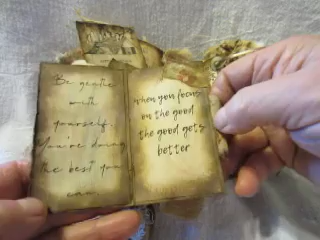 Be gentle
with
yourself.
You're doing
the best you
can.
when you focus
on the good
the good gets
better